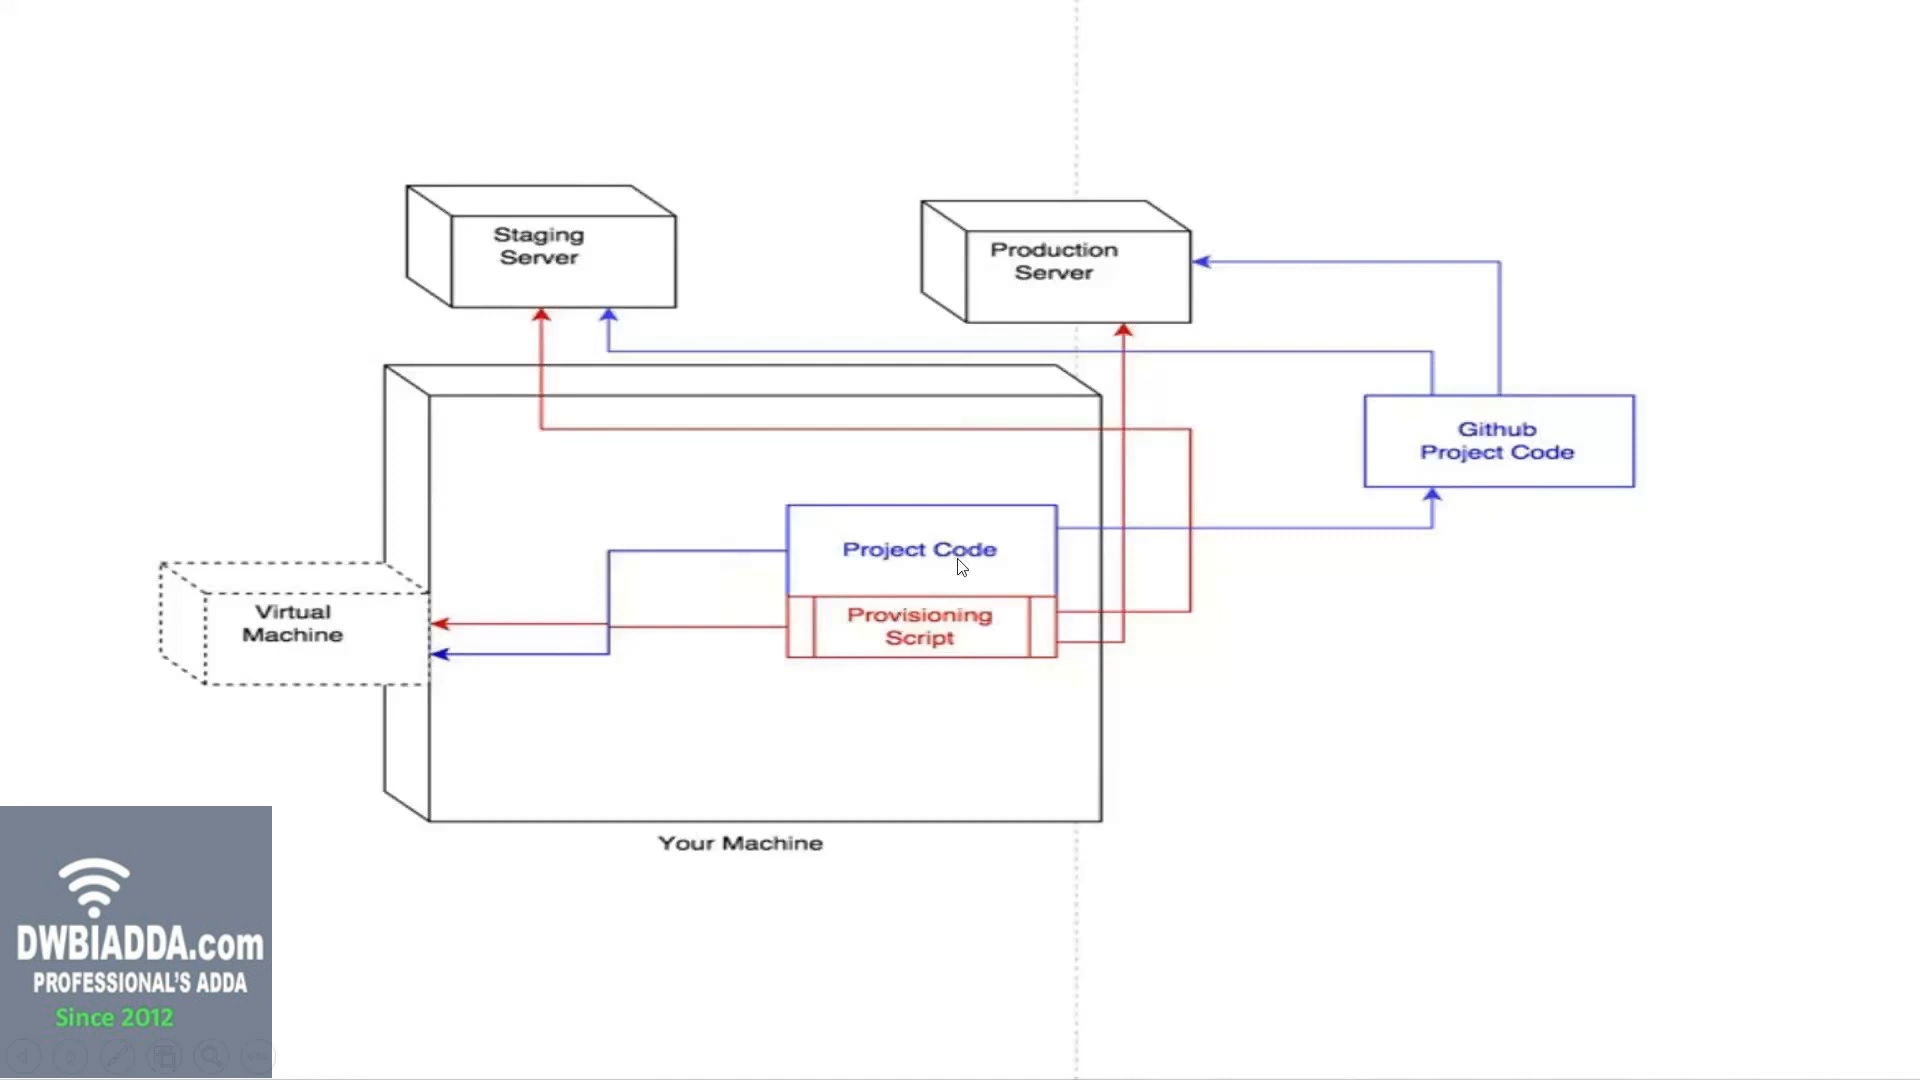 Staging
Server
Production
Server
Github
Project Code
Project Code
Provisioning
Script
Virtual
Machine
Your Machine
DWBiADDA.com
PROFESSIONAL'S ADDA
Since 2012